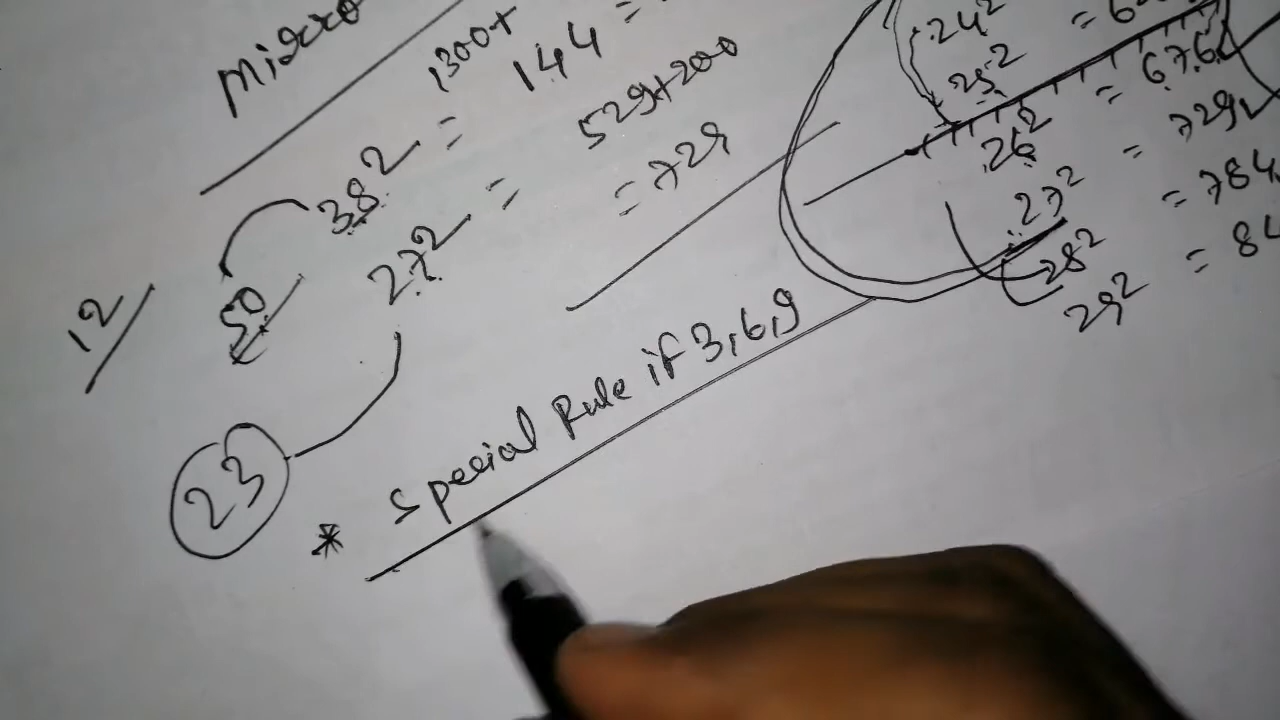 1300+
38² = 144 =
529+200
27² = = 729
12
50
23
* Special Rule if 3,6,9
24² = 
25²
26² = 676
27² = 729
28² = 784
29² = 84